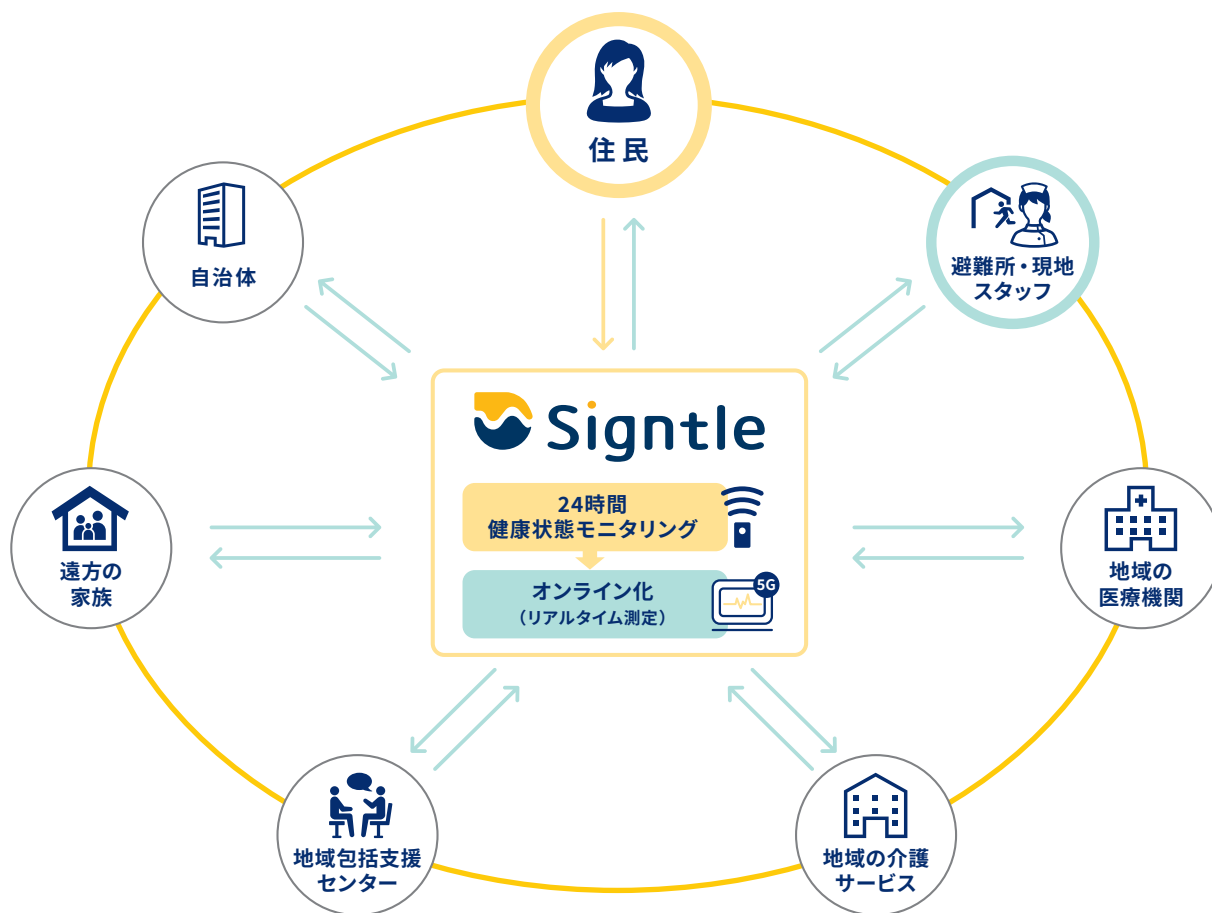 住民
自治体
避難所・現地
スタッフ
Signtle
24時間
健康状態モニタリング
オンライン化
（リアルタイム測定）
5G
遠方の
家族
地域の
医療機関
地域包括支援
センター
地域の介護
サービス